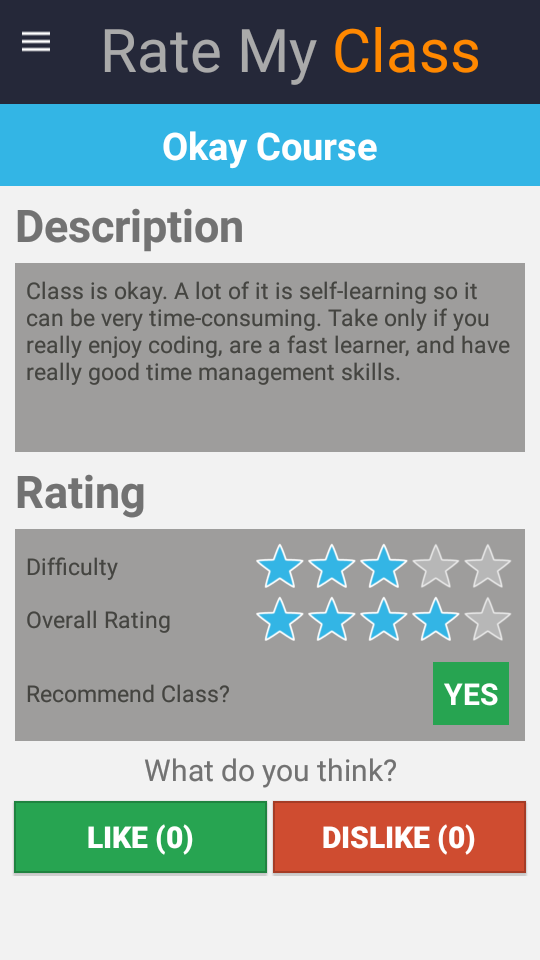 Rate My Class
Okay Course
Description
Class is okay. A lot of it is self-learning so it
can be very time-consuming. Take only if you
really enjoy coding, are a fast learner, and have
really good time management skills.
Rating
Difficulty
Overall Rating
Recommend Class? YES
What do you think?
LIKE (0) DISLIKE (0)